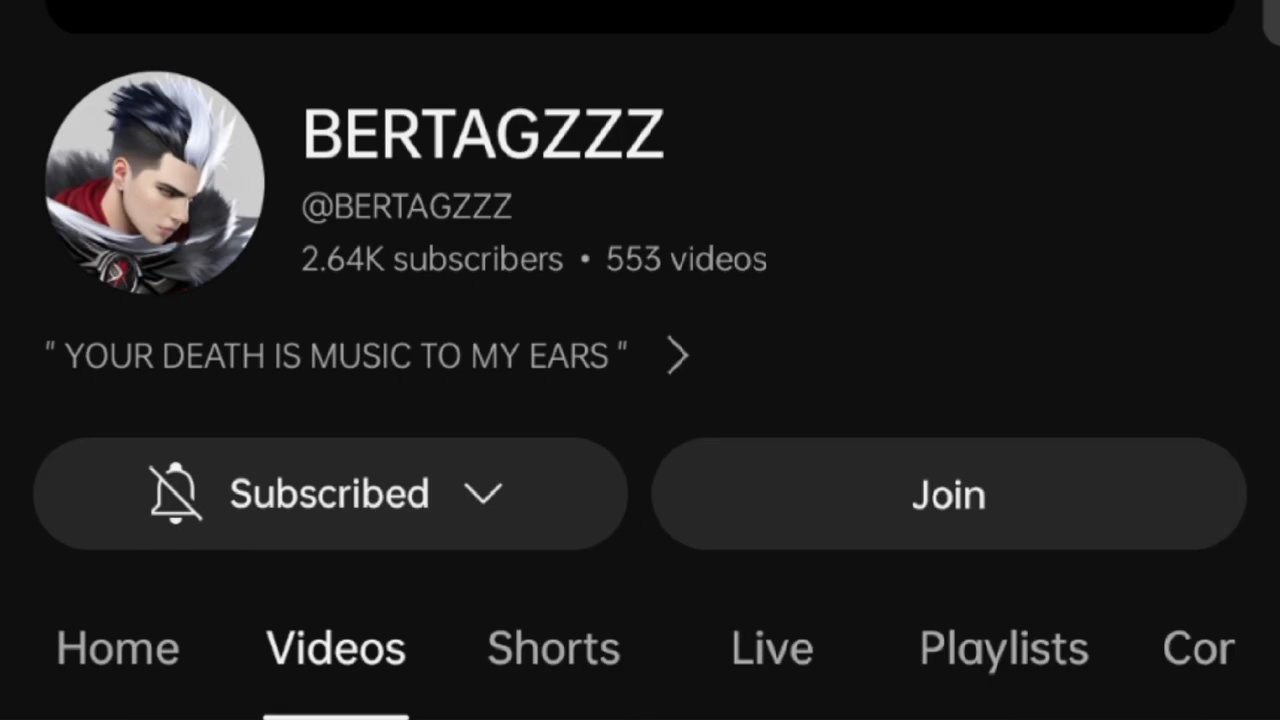 BERTAGZZZ
@BERTAGZZZ
2.64K subscribers • 553 videos
" YOUR DEATH IS MUSIC TO MY EARS "
Subscribed
Join
Home Videos Shorts Live Playlists Cor